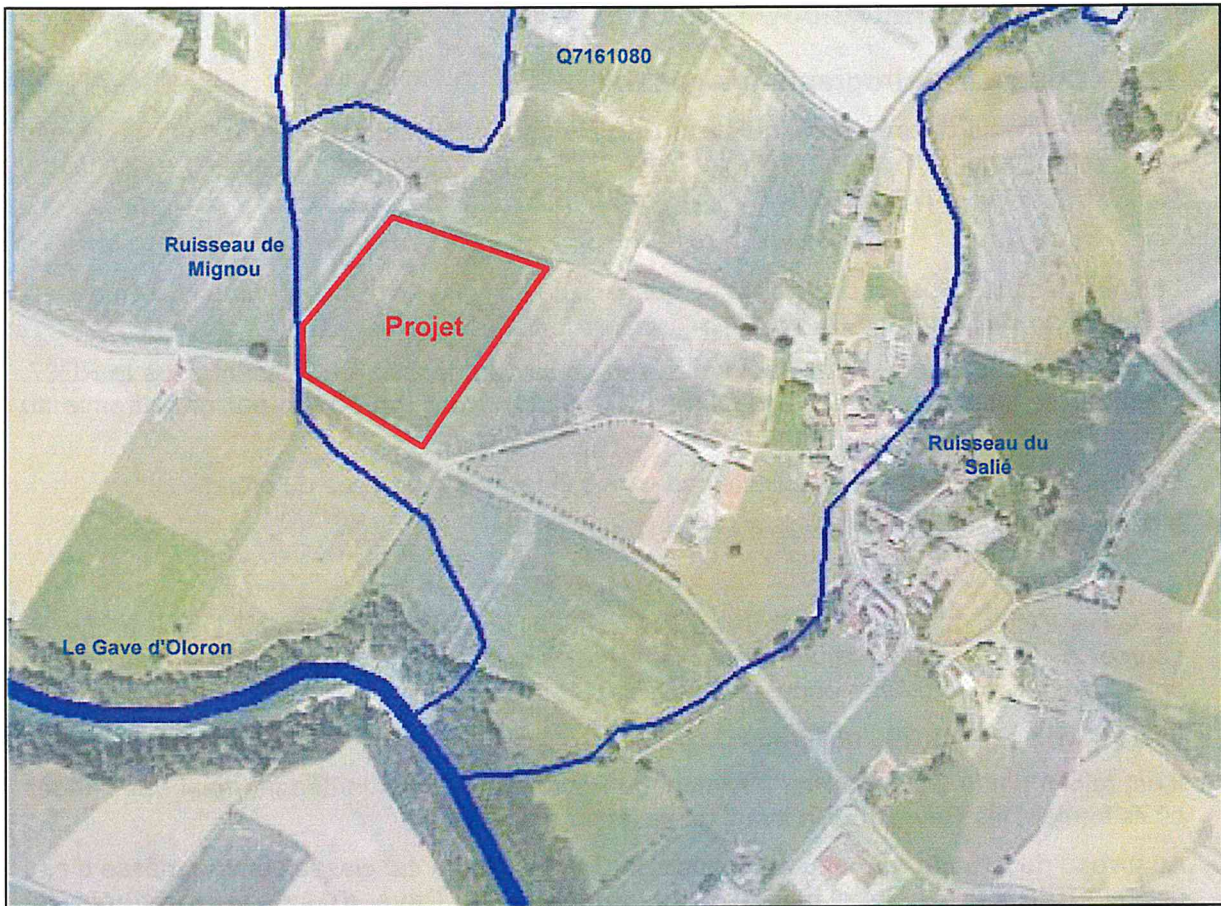 Q7161080
Ruisseau de
Mignou
Projet
Ruisseau du
Salié
Le Gave d'Oloron